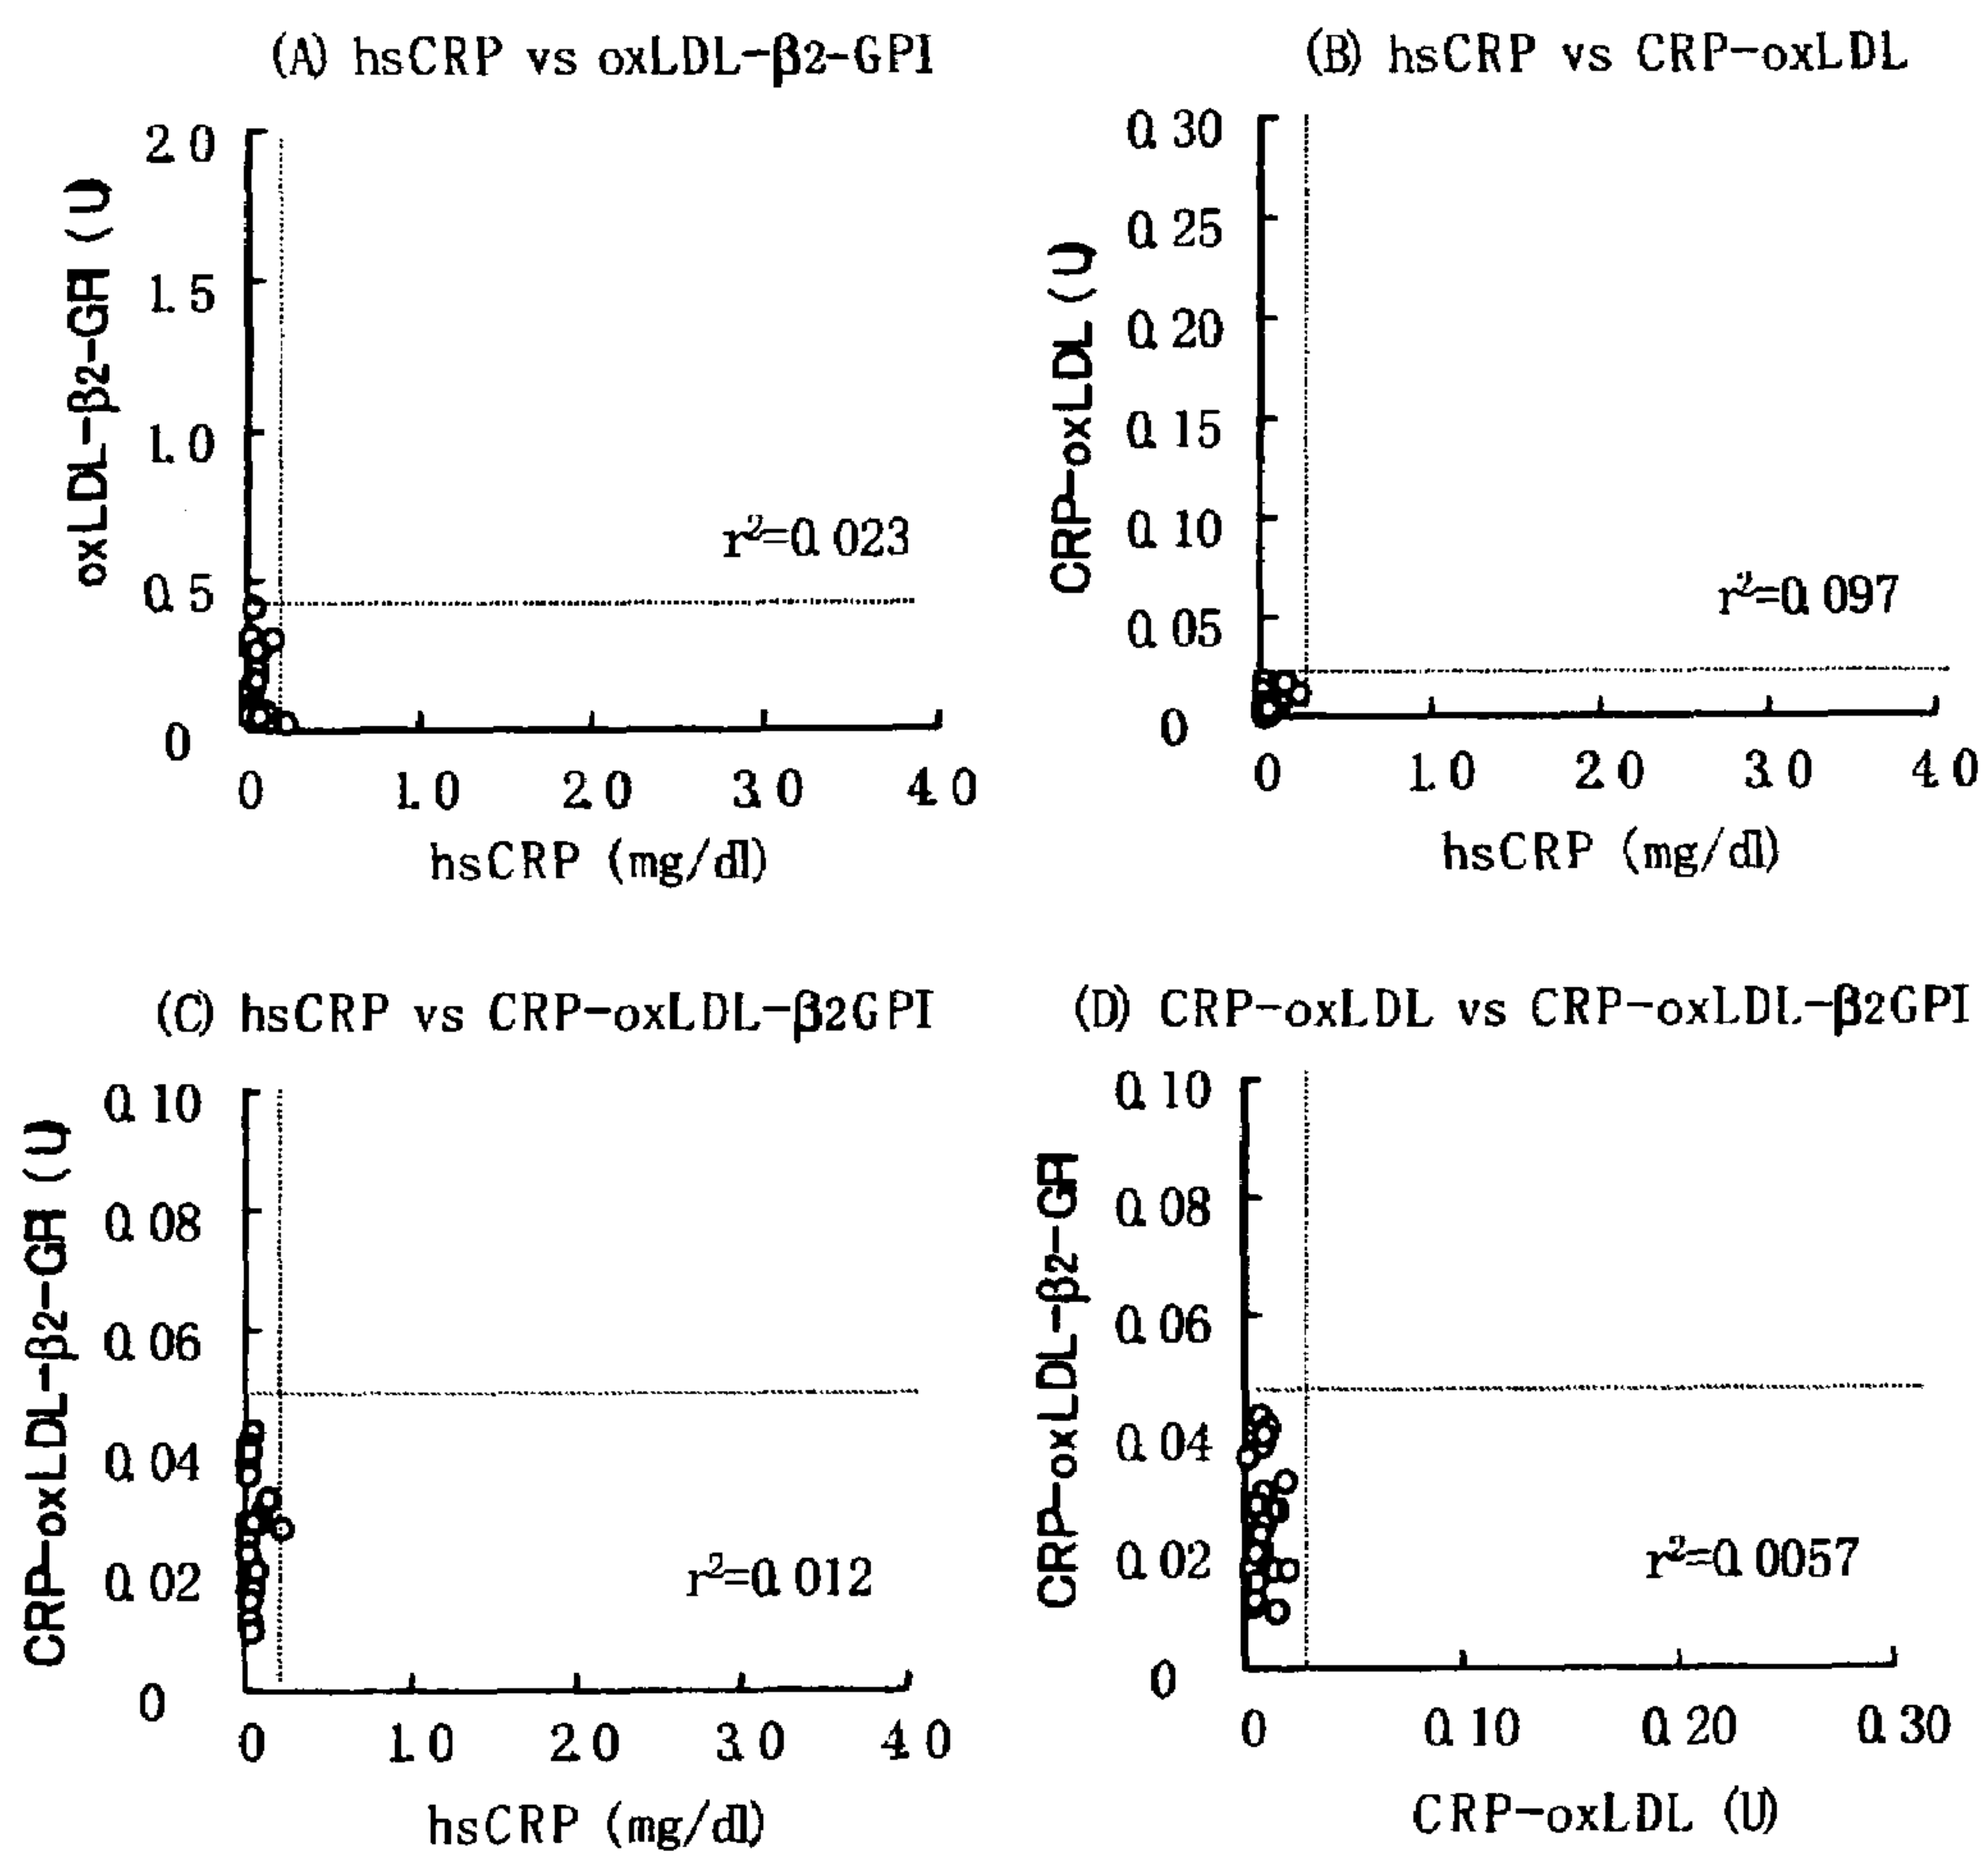 (A) hsCRP vs oxLDL-β2-GPI
2.0
1.5
1.0
0.5
0
oxLDL-β2-GPI (U)
r²=0.023
0 1.0 2.0 3.0 4.0
hsCRP (mg/dl)
(B) hsCRP vs CRP-oxLDL
0.30
0.25
0.20
0.15
0.10
0.05
0
CRP-oxLDL (U)
r²=0.097
0 1.0 2.0 3.0 4.0
hsCRP (mg/dl)
(C) hsCRP vs CRP-oxLDL-β2GPI
0.10
0.08
0.06
0.04
0.02
0
CRP-oxLDL-β2-GPI (U)
r²=0.012
0 1.0 2.0 3.0 4.0
hsCRP (mg/dl)
(D) CRP-oxLDL vs CRP-oxLDL-β2GPI
0.10
0.08
0.06
0.04
0.02
0
CRP-oxLDL-β2-GPI
r²=0.0057
0 0.10 0.20 0.30
CRP-oxLDL (U)